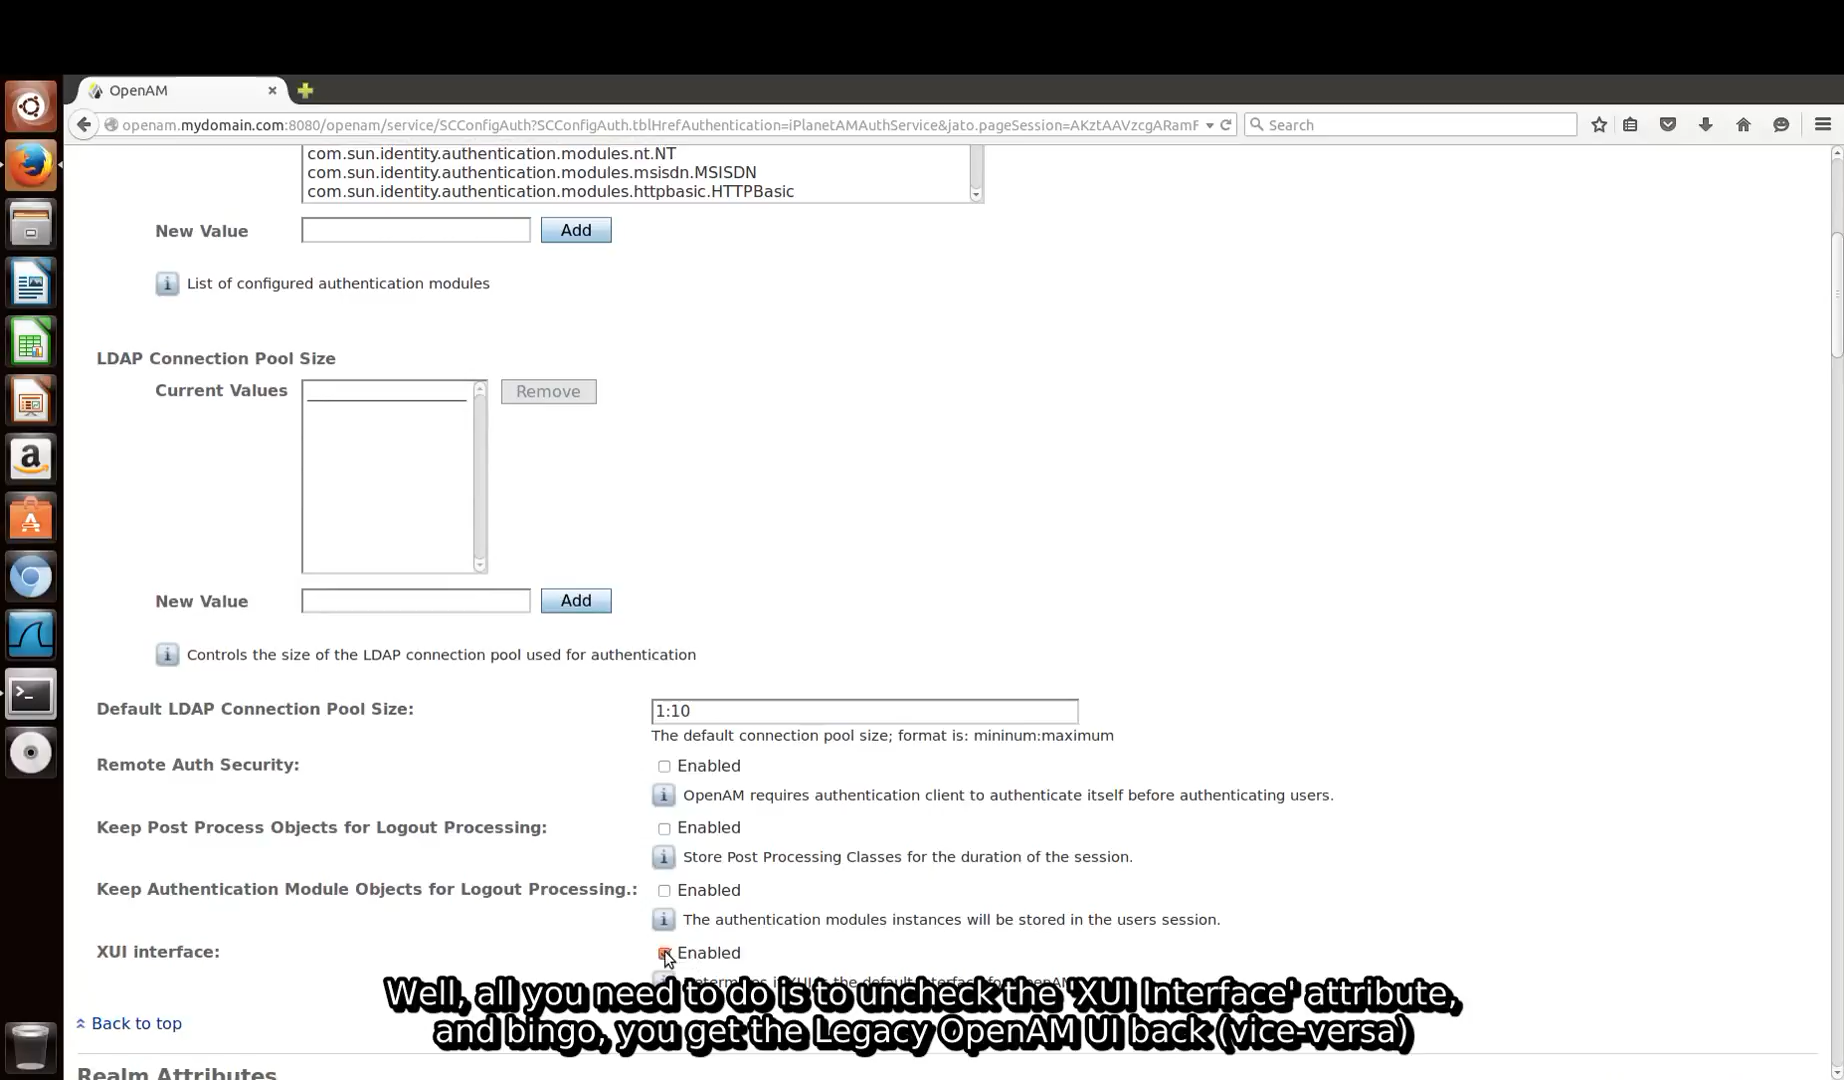 OpenAM
openam.mydomain.com:8080/openam/service/SCConfigAuth?SCConfigAuth.tblHrefAuthentication=iPlanetAMAuthService&jato.pageSession=AKztAAVzcgARamF
Search
com.sun.identity.authentication.modules.nt.NT
com.sun.identity.authentication.modules.msisdn.MSISDN
com.sun.identity.authentication.modules.httpbasic.HTTPBasic
New Value
Add
List of configured authentication modules
LDAP Connection Pool Size
Current Values
Remove
New Value
Add
Controls the size of the LDAP connection pool used for authentication
Default LDAP Connection Pool Size:
1:10
The default connection pool size; format is: mininum:maximum
Remote Auth Security:
Enabled
OpenAM requires authentication client to authenticate itself before authenticating users.
Keep Post Process Objects for Logout Processing:
Enabled
Store Post Processing Classes for the duration of the session.
Keep Authentication Module Objects for Logout Processing.:
Enabled
The authentication modules instances will be stored in the users session.
XUI interface:
Enabled
Well, all you need to do is to uncheck the 'XUI Interface' attribute,
and bingo, you get the Legacy OpenAM UI back (vice-versa)
Back to top
Realm Attributes